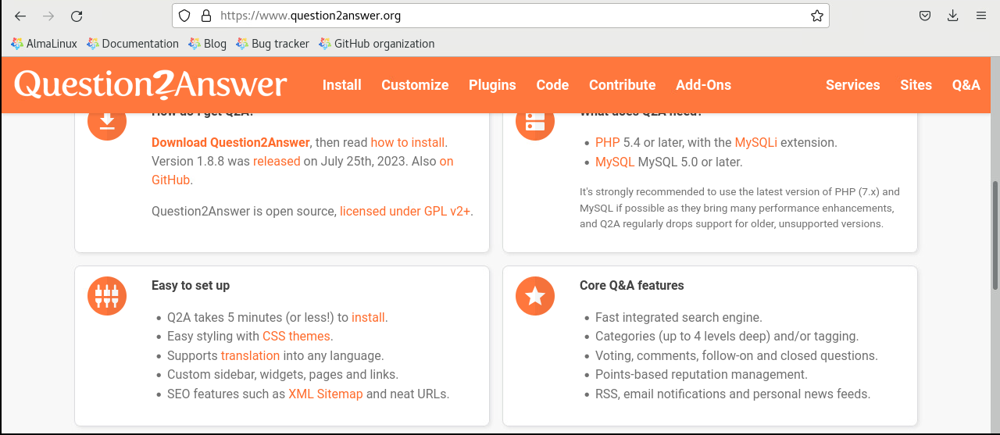 https://www.question2answer.org
AlmaLinux Documentation Blog Bug tracker GitHub organization
Question2Answer Install Customize Plugins Code Contribute Add-Ons Services Sites Q&A
How do I get Q2A?
Download Question2Answer, then read how to install.
Version 1.8.8 was released on July 25th, 2023. Also on
GitHub.
Question2Answer is open source, licensed under GPL v2+.
What does Q2A need?
• PHP 5.4 or later, with the MySQLi extension.
• MySQL MySQL 5.0 or later.
It's strongly recommended to use the latest version of PHP (7.x) and
MySQL if possible as they bring many performance enhancements,
and Q2A regularly drops support for older, unsupported versions.
Easy to set up
• Q2A takes 5 minutes (or less!) to install.
• Easy styling with CSS themes.
• Supports translation into any language.
• Custom sidebar, widgets, pages and links.
• SEO features such as XML Sitemap and neat URLs.
Core Q&A features
• Fast integrated search engine.
• Categories (up to 4 levels deep) and/or tagging.
• Voting, comments, follow-on and closed questions.
• Points-based reputation management.
• RSS, email notifications and personal news feeds.